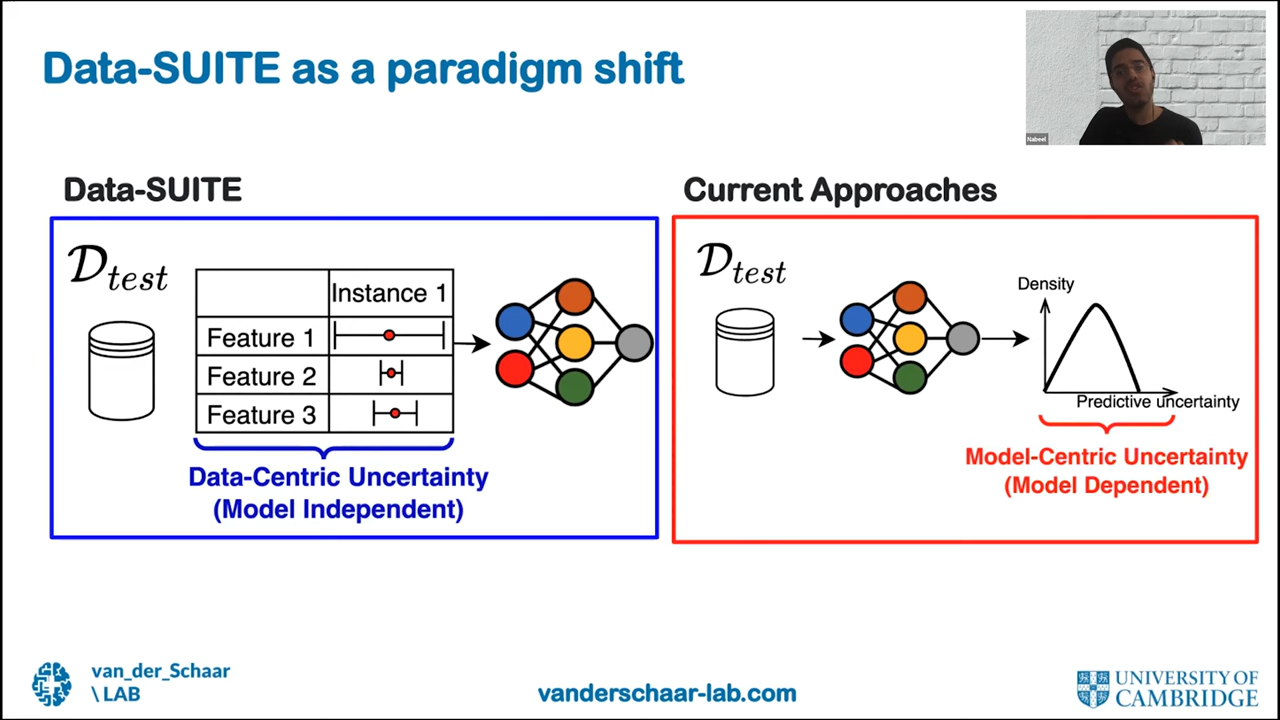 Data-SUITE as a paradigm shift
Nabeel
Data-SUITE
𝒟test
Instance 1
Feature 1
Feature 2
Feature 3
Data-Centric Uncertainty
(Model Independent)
Current Approaches
𝒟test
Density
Predictive uncertainty
Model-Centric Uncertainty
(Model Dependent)
van_der_Schaar
\ LAB
vanderschaar-lab.com
UNIVERSITY OF
CAMBRIDGE